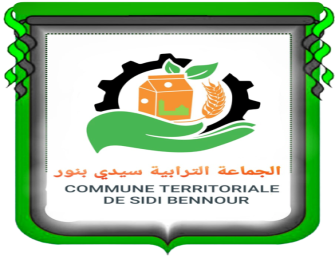 الجماعة الترابية سيدي بنور
COMMUNE TERRITORIALE
DE SIDI BENNOUR